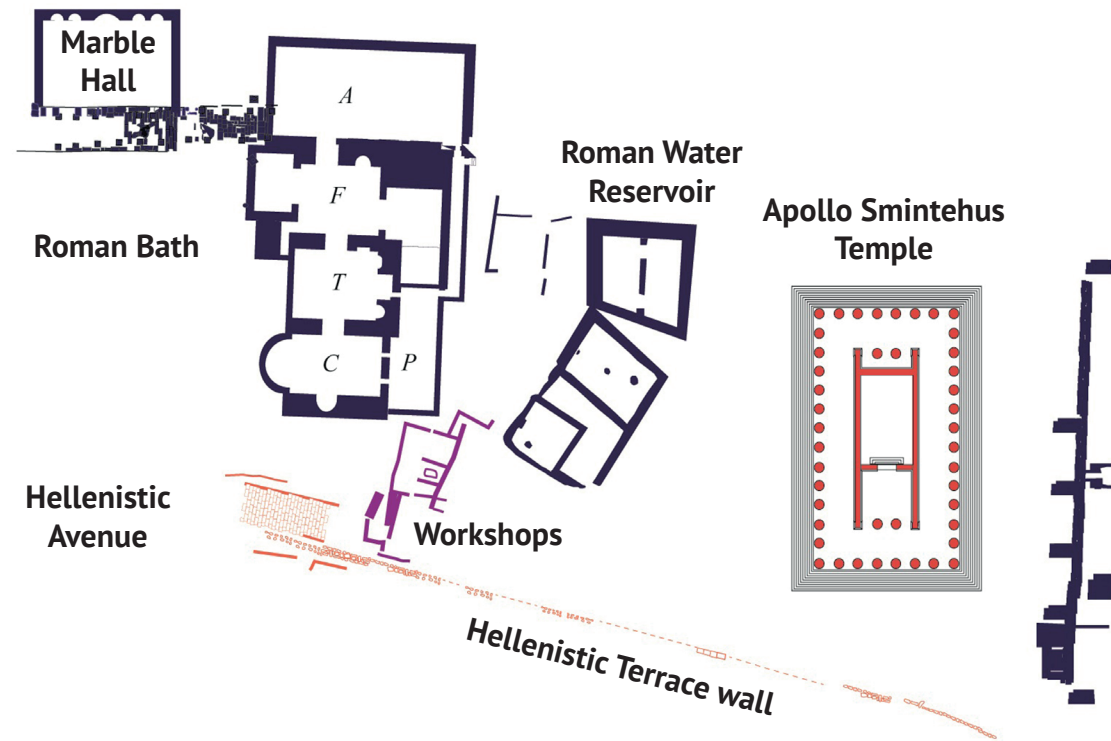 Marble
Hall
A
Roman Water
Reservoir
F
Apollo Smintehus
Temple
Roman Bath
T
C
P
Hellenistic
Avenue
Workshops
Hellenistic Terrace wall